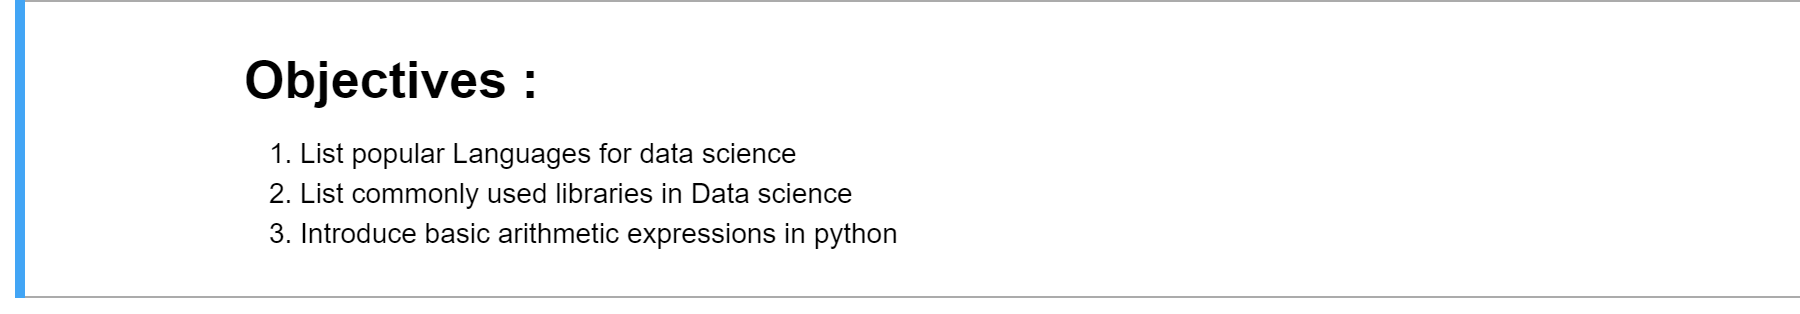 Objectives :
1. List popular Languages for data science
2. List commonly used libraries in Data science
3. Introduce basic arithmetic expressions in python